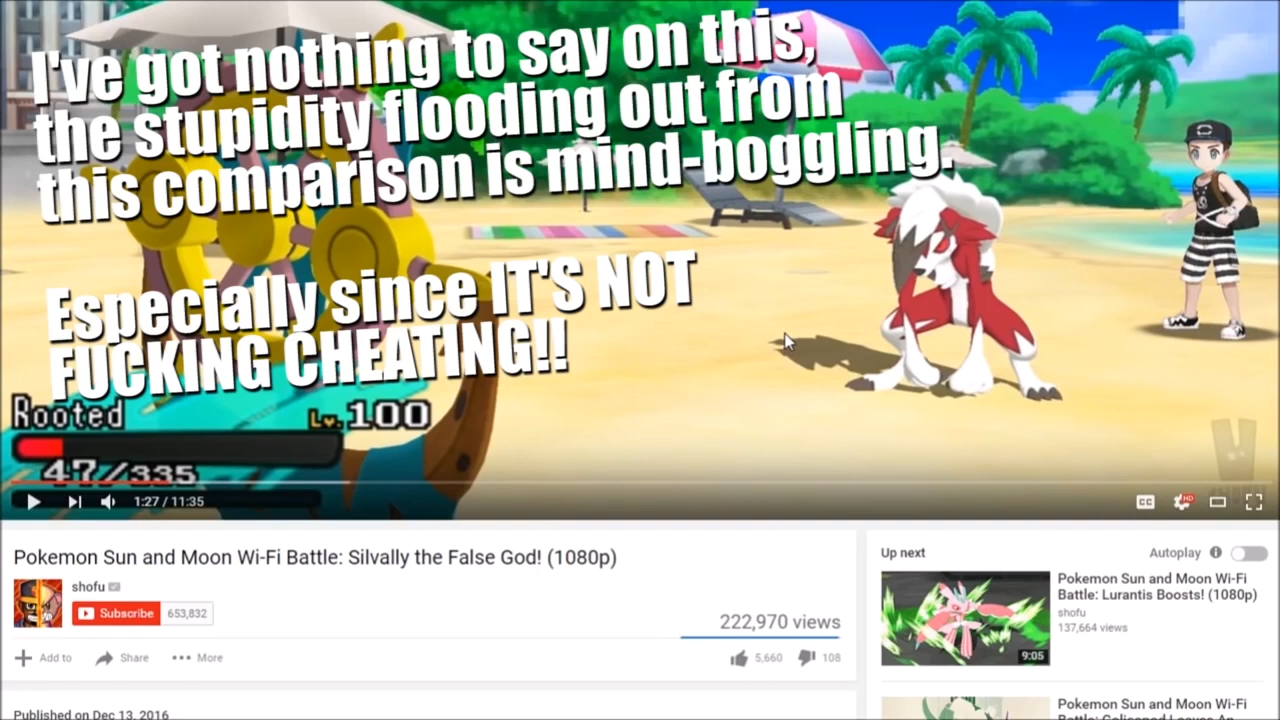 I've got nothing to say on this,
the stupidity flooding out from
this comparison is mind-boggling.
Especially since IT'S NOT
FUCKING CHEATING!!
Rooted Lv.100
47/335
1:27 / 11:35
CC HD
Pokemon Sun and Moon Wi-Fi Battle: Silvally the False God! (1080p)
shofu
Subscribe 653,832
222,970 views
Add to Share More 5,660 108
Published on Dec 13, 2016
Up next Autoplay
Pokemon Sun and Moon Wi-Fi
Battle: Lurantis Boosts! (1080p)
shofu
137,664 views
9:05
Pokemon Sun and Moon Wi-Fi